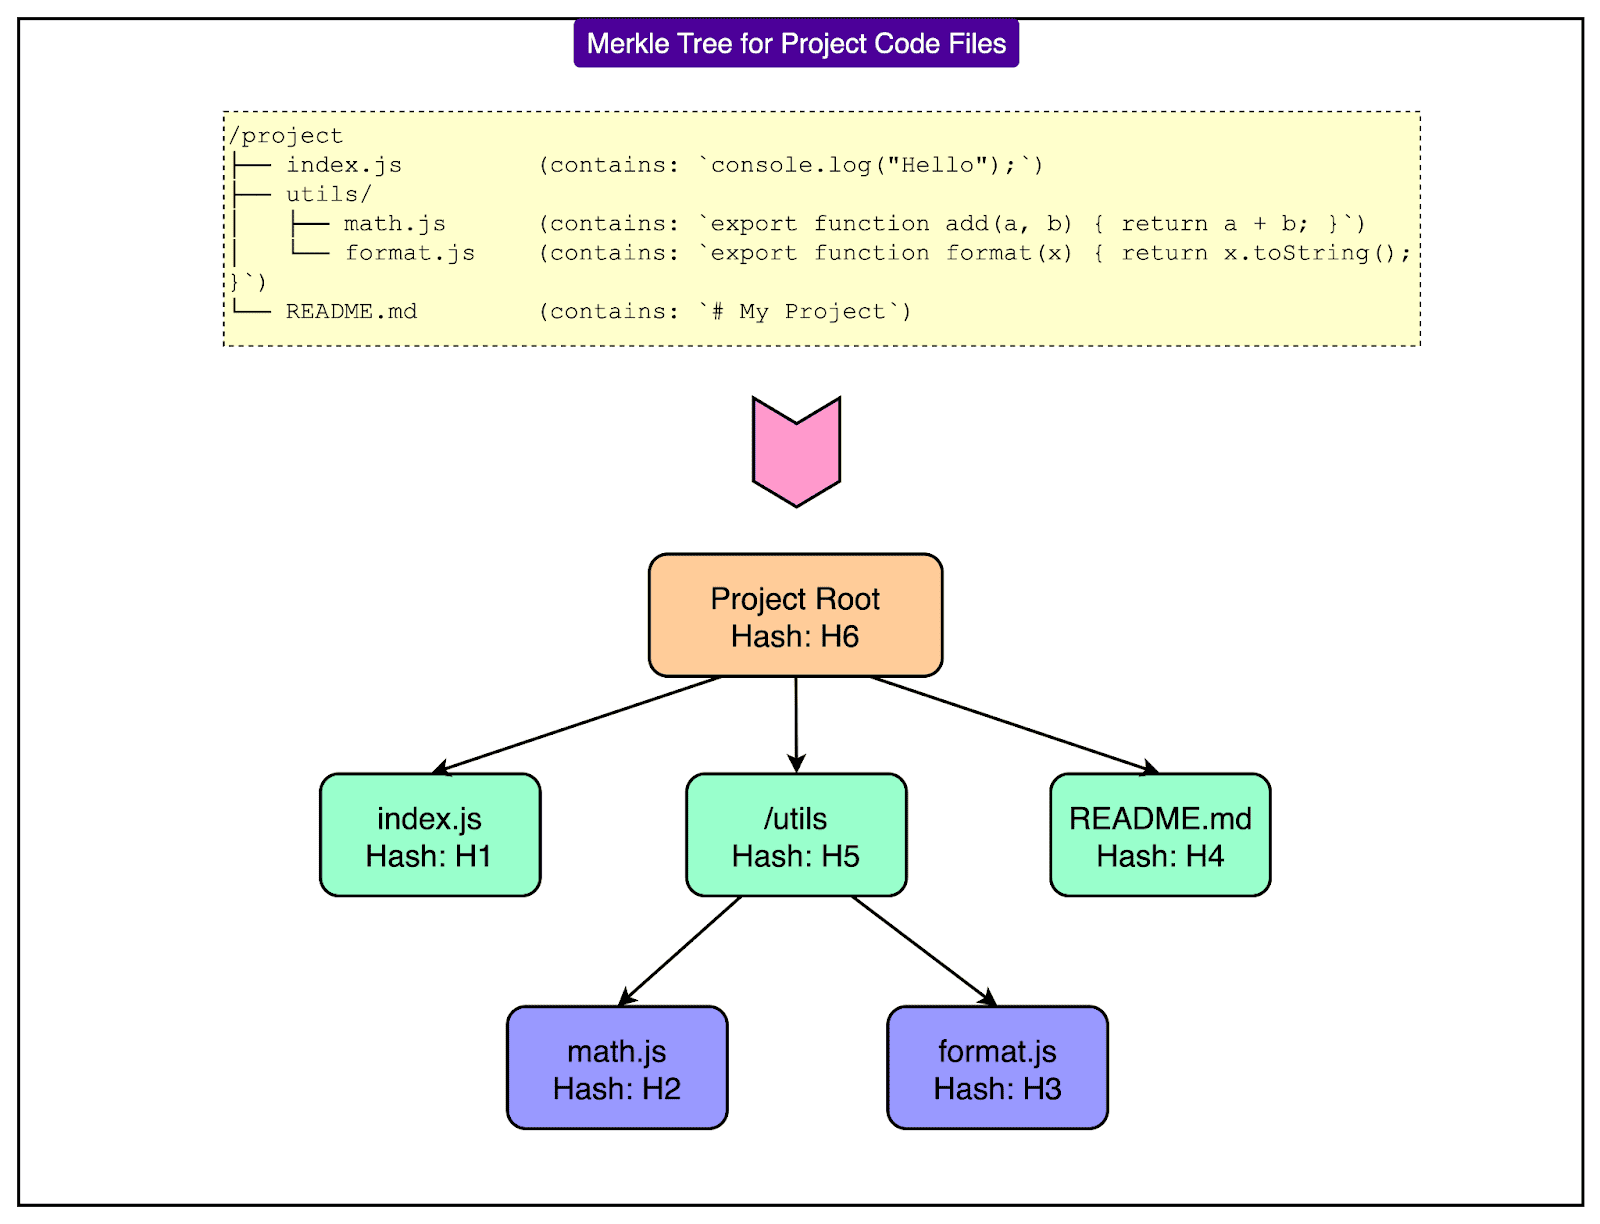 Merkle Tree for Project Code Files
/project
├── index.js (contains: `console.log("Hello");`)
├── utils/
│   ├── math.js (contains: `export function add(a, b) { return a + b; }`)
│   └── format.js (contains: `export function format(x) { return x.toString();
}`)
└── README.md (contains: `# My Project`)
Project Root
Hash: H6
index.js
Hash: H1
/utils
Hash: H5
README.md
Hash: H4
math.js
Hash: H2
format.js
Hash: H3